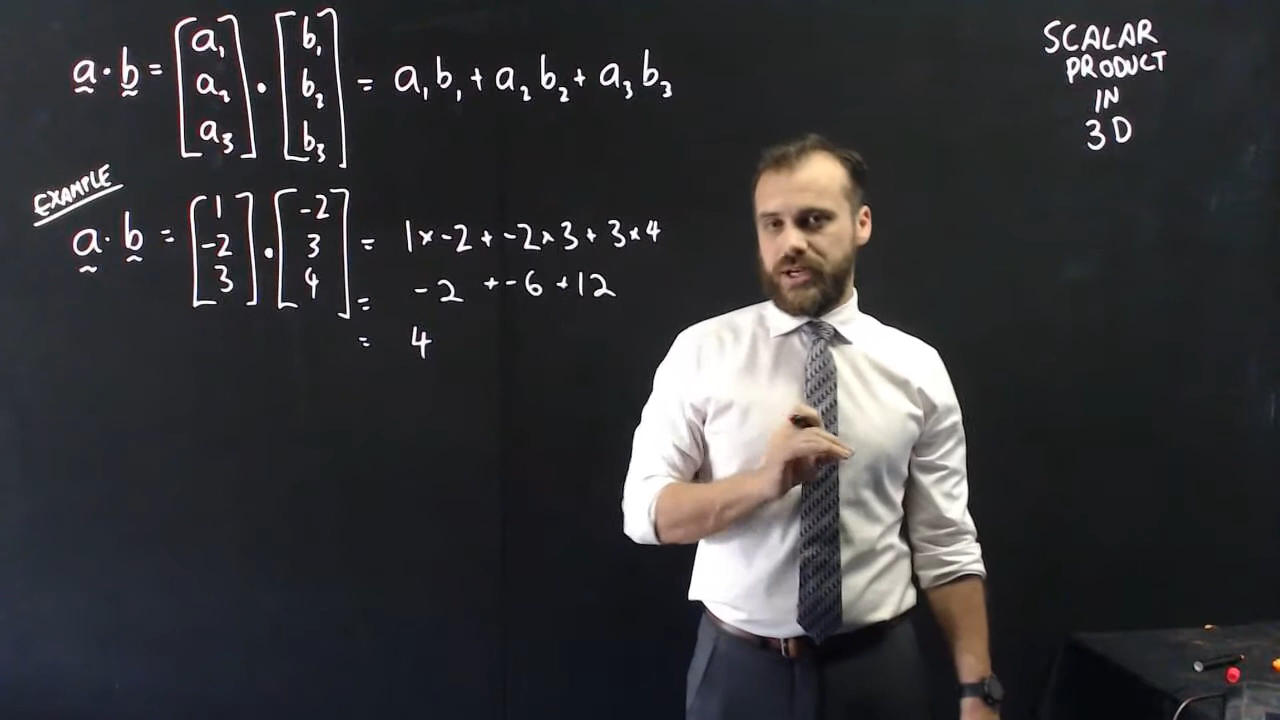 a · b = [a₁ a₂ a₃] · [b₁ b₂ b₃] = a₁b₁ + a₂b₂ + a₃b₃
EXAMPLE
a · b = [1 -2 3] · [-2 3 4] = 1×-2 + -2×3 + 3×4
= -2 + -6 + 12
= 4
SCALAR
PRODUCT
IN
3D